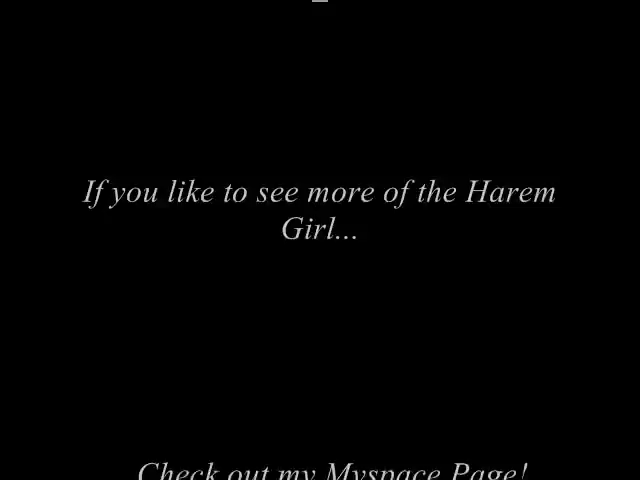 If you like to see more of the Harem
Girl...
Check out my Myspace Page!